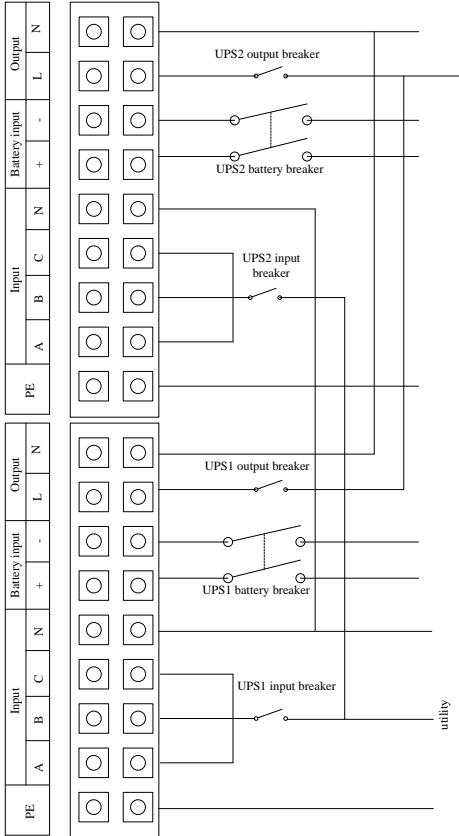 Output
N
L
Battery input
-
+
Input
N
C
B
A
PE
UPS2 output breaker
UPS2 battery breaker
UPS2 input
breaker
Output
N
L
Battery input
-
+
Input
N
C
B
A
PE
UPS1 output breaker
UPS1 battery breaker
UPS1 input breaker
utility